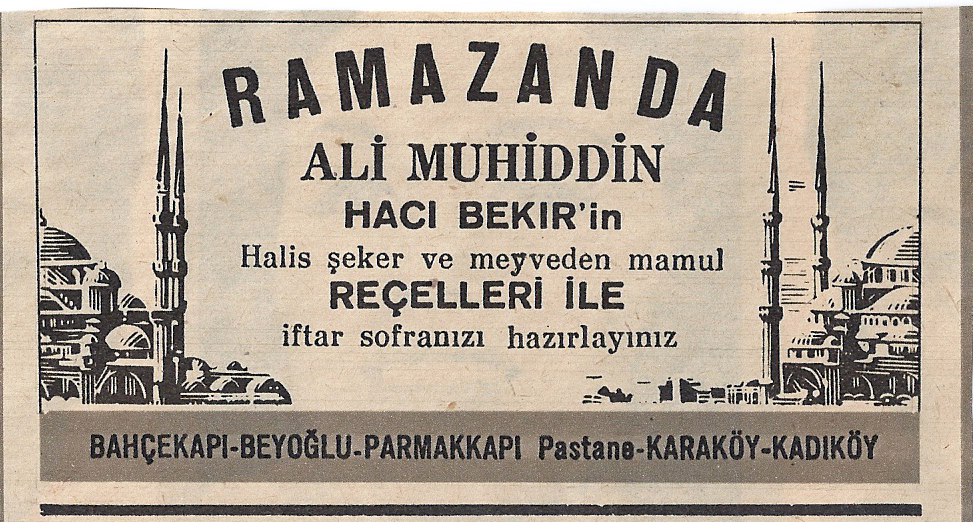 RAMAZANDA
ALİ MUHİDDİN
HACI BEKIR'in
Halis şeker ve meyveden mamul
REÇELLERİ İLE
iftar sofranızı hazırlayınız
BAHÇEKAPI-BEYOĞLU-PARMAKKAPI Pastane-KARAKÖY-KADIKÖY